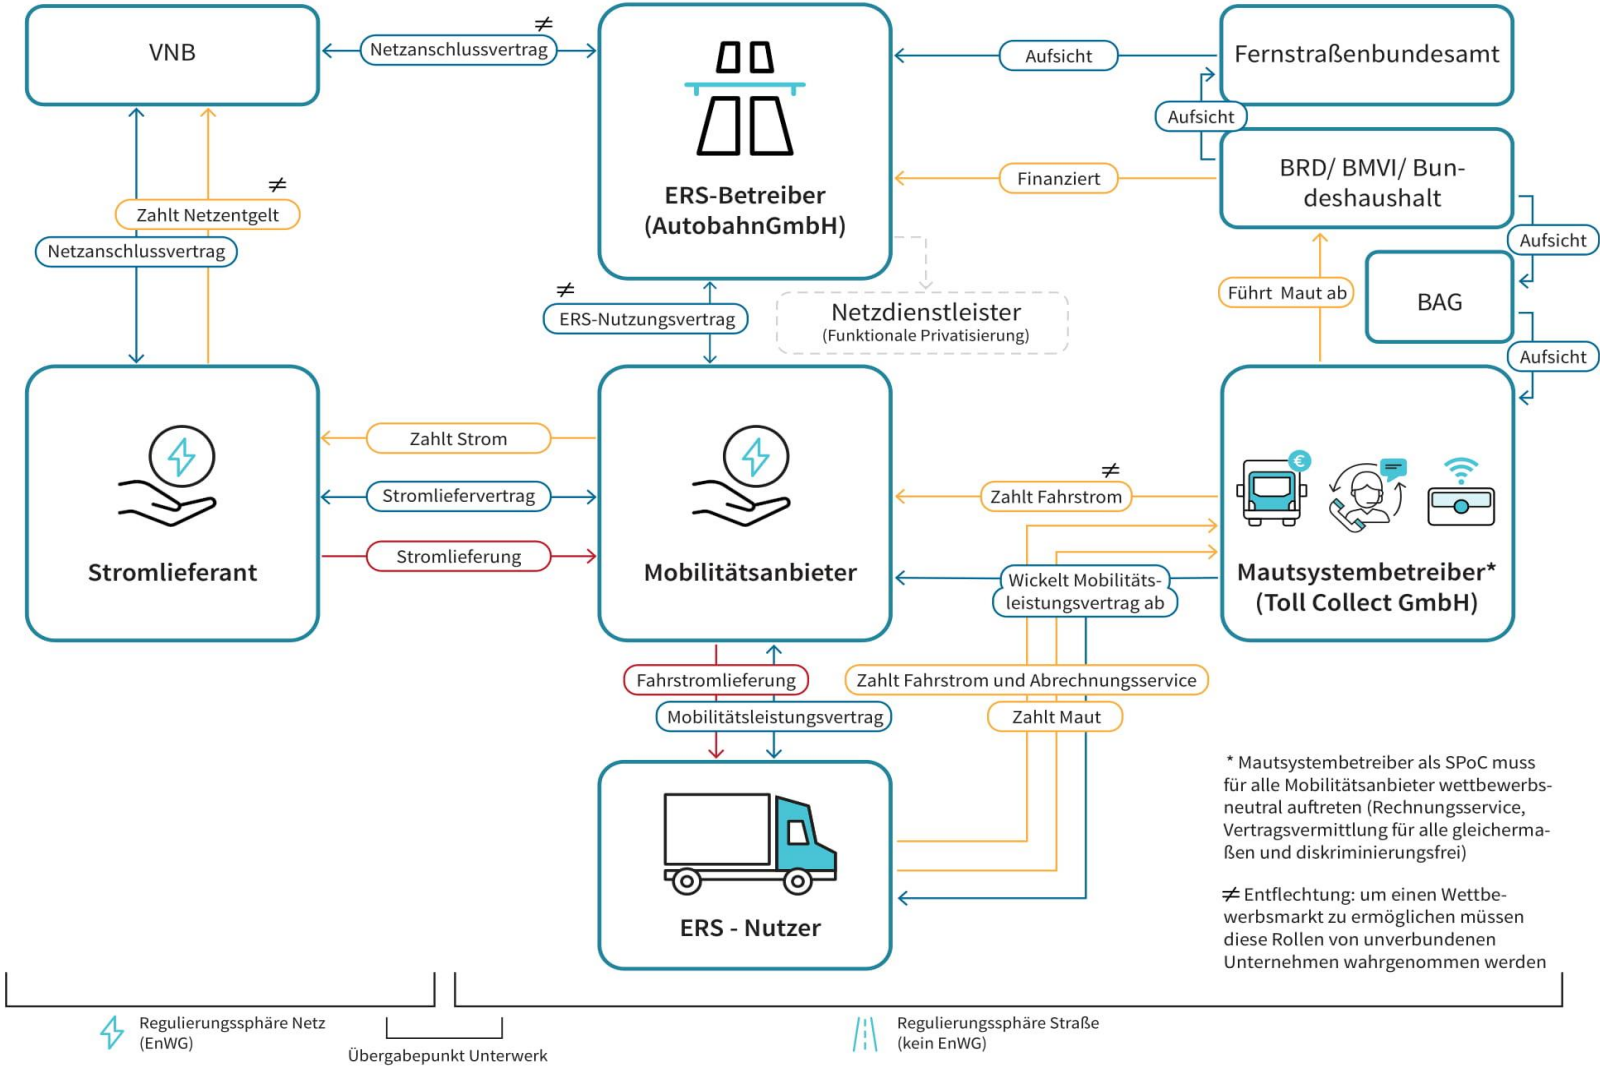 VNB
≠
Netzanschlussvertrag
ERS-Betreiber
(AutobahnGmbH)
Aufsicht
Fernstraßenbundesamt
Aufsicht
Finanziert
BRD/ BMVI/ Bun-
deshaushalt
≠
Zahlt Netzentgelt
Netzanschlussvertrag
Aufsicht
≠
ERS-Nutzungsvertrag
Netzdienstleister
(Funktionale Privatisierung)
Führt Maut ab
BAG
Aufsicht
Stromlieferant
Zahlt Strom
Stromliefervertrag
Stromlieferung
Mobilitätsanbieter
≠
Zahlt Fahrstrom
Wickelt Mobilitäts-
leistungsvertrag ab
€
Mautsystembetreiber*
(Toll Collect GmbH)
Fahrstromlieferung
Mobilitätsleistungsvertrag
Zahlt Fahrstrom und Abrechnungsservice
Zahlt Maut
ERS - Nutzer
* Mautsystembetreiber als SPoC muss
für alle Mobilitätsanbieter wettbewerbs-
neutral auftreten (Rechnungsservice,
Vertragsvermittlung für alle gleicherma-
ßen und diskriminierungsfrei)
≠ Entflechtung: um einen Wettbe-
werbsmarkt zu ermöglichen müssen
diese Rollen von unverbundenen
Unternehmen wahrgenommen werden
Regulierungssphäre Netz
(EnWG)
Übergabepunkt Unterwerk
Regulierungssphäre Straße
(kein EnWG)